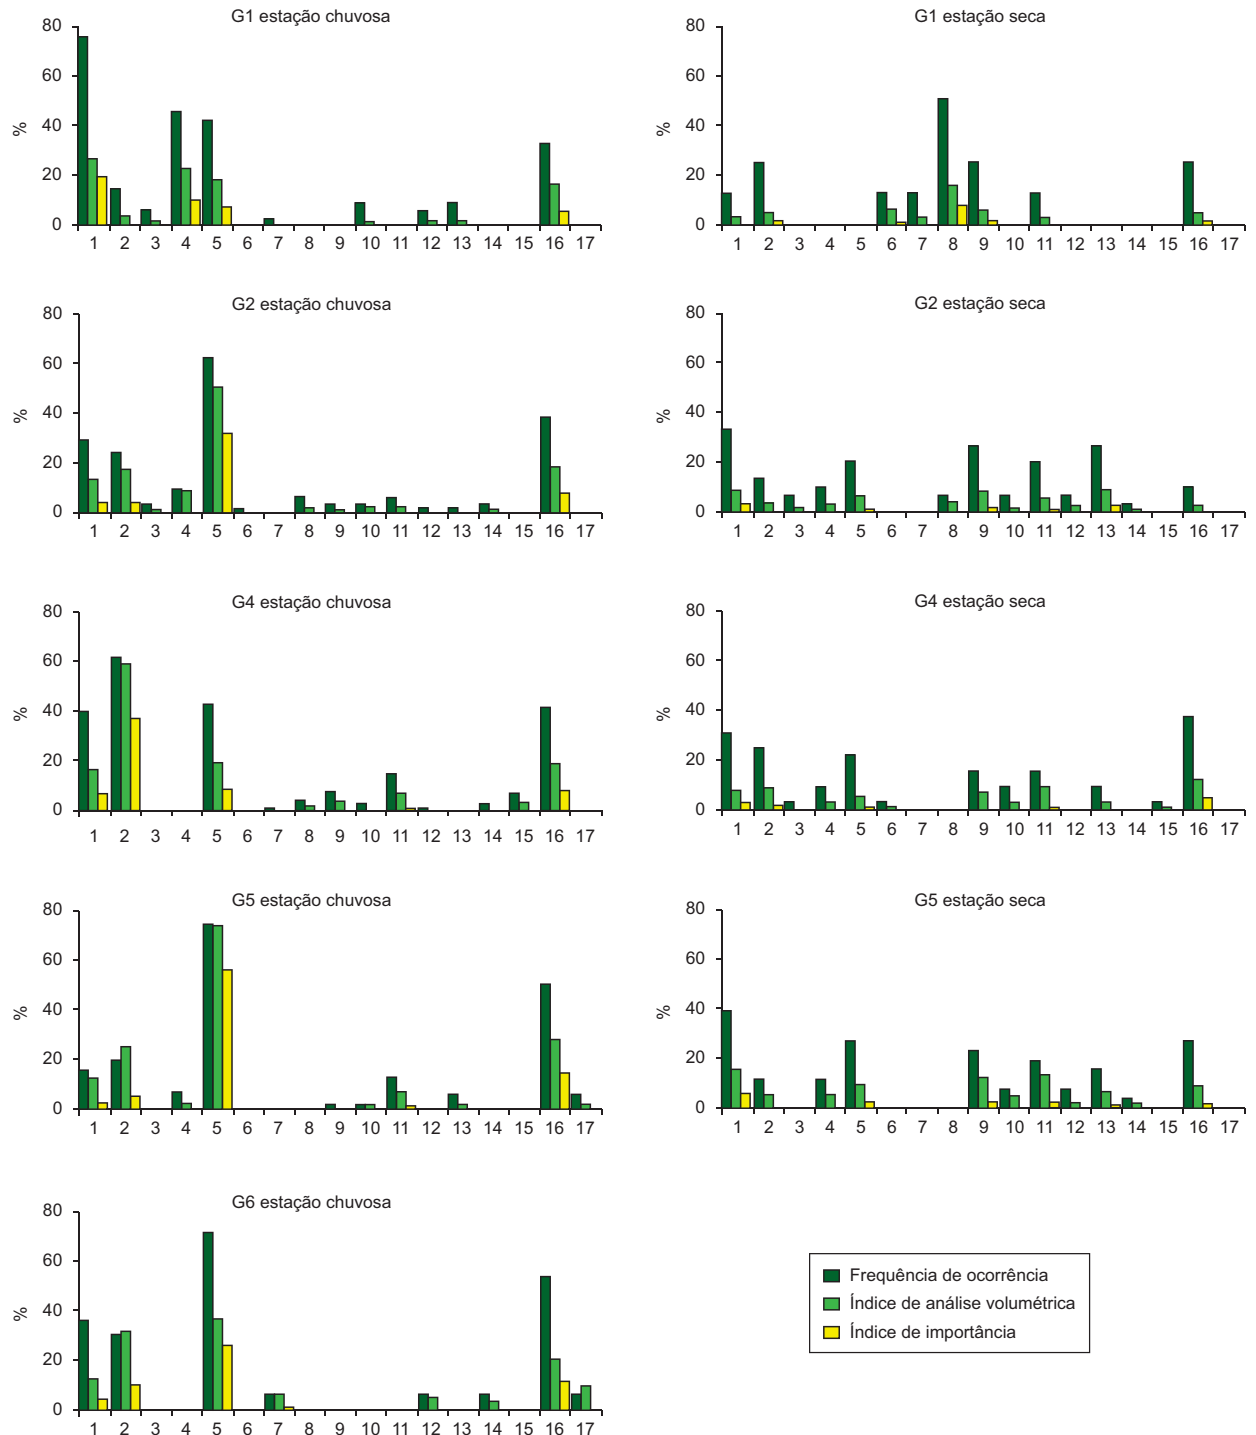 G1 estação chuvosa
80
60
40
20
0
%
1 2 3 4 5 6 7 8 9 10 11 12 13 14 15 16 17
G1 estação seca
80
60
40
20
0
%
1 2 3 4 5 6 7 8 9 10 11 12 13 14 15 16 17
G2 estação chuvosa
80
60
40
20
0
%
1 2 3 4 5 6 7 8 9 10 11 12 13 14 15 16 17
G2 estação seca
80
60
40
20
0
%
1 2 3 4 5 6 7 8 9 10 11 12 13 14 15 16 17
G4 estação chuvosa
80
60
40
20
0
%
1 2 3 4 5 6 7 8 9 10 11 12 13 14 15 16 17
G4 estação seca
80
60
40
20
0
%
1 2 3 4 5 6 7 8 9 10 11 12 13 14 15 16 17
G5 estação chuvosa
80
60
40
20
0
%
1 2 3 4 5 6 7 8 9 10 11 12 13 14 15 16 17
G5 estação seca
80
60
40
20
0
%
1 2 3 4 5 6 7 8 9 10 11 12 13 14 15 16 17
G6 estação chuvosa
80
60
40
20
0
%
1 2 3 4 5 6 7 8 9 10 11 12 13 14 15 16 17
Frequência de ocorrência
Índice de análise volumétrica
Índice de importância